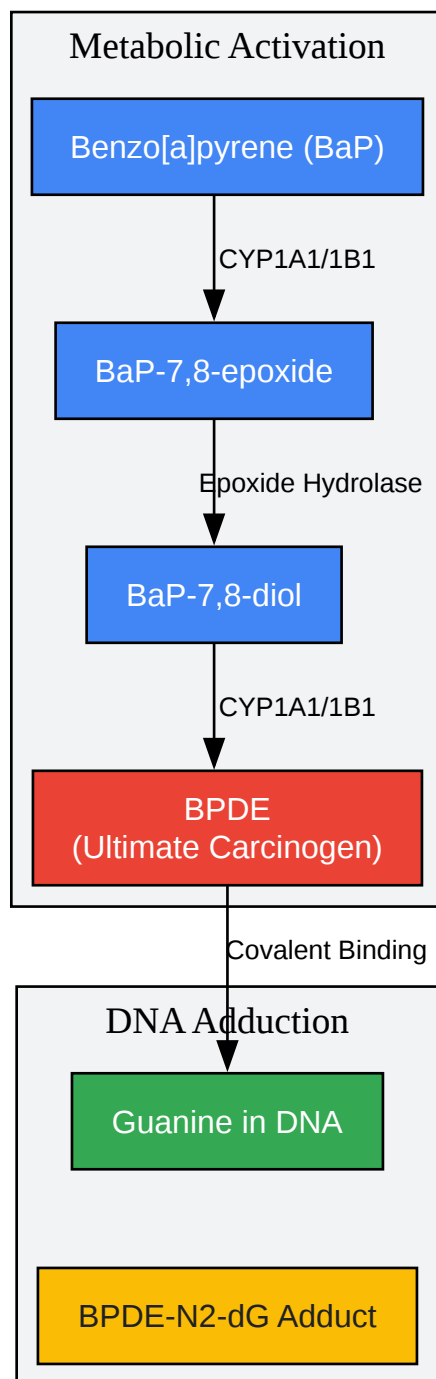 Metabolic Activation
Benzo[a]pyrene (BaP)
CYP1A1/1B1
BaP-7,8-epoxide
Epoxide Hydrolase
BaP-7,8-diol
CYP1A1/1B1
BPDE
(Ultimate Carcinogen)
Covalent Binding
DNA Adduction
Guanine in DNA
BPDE-N2-dG Adduct